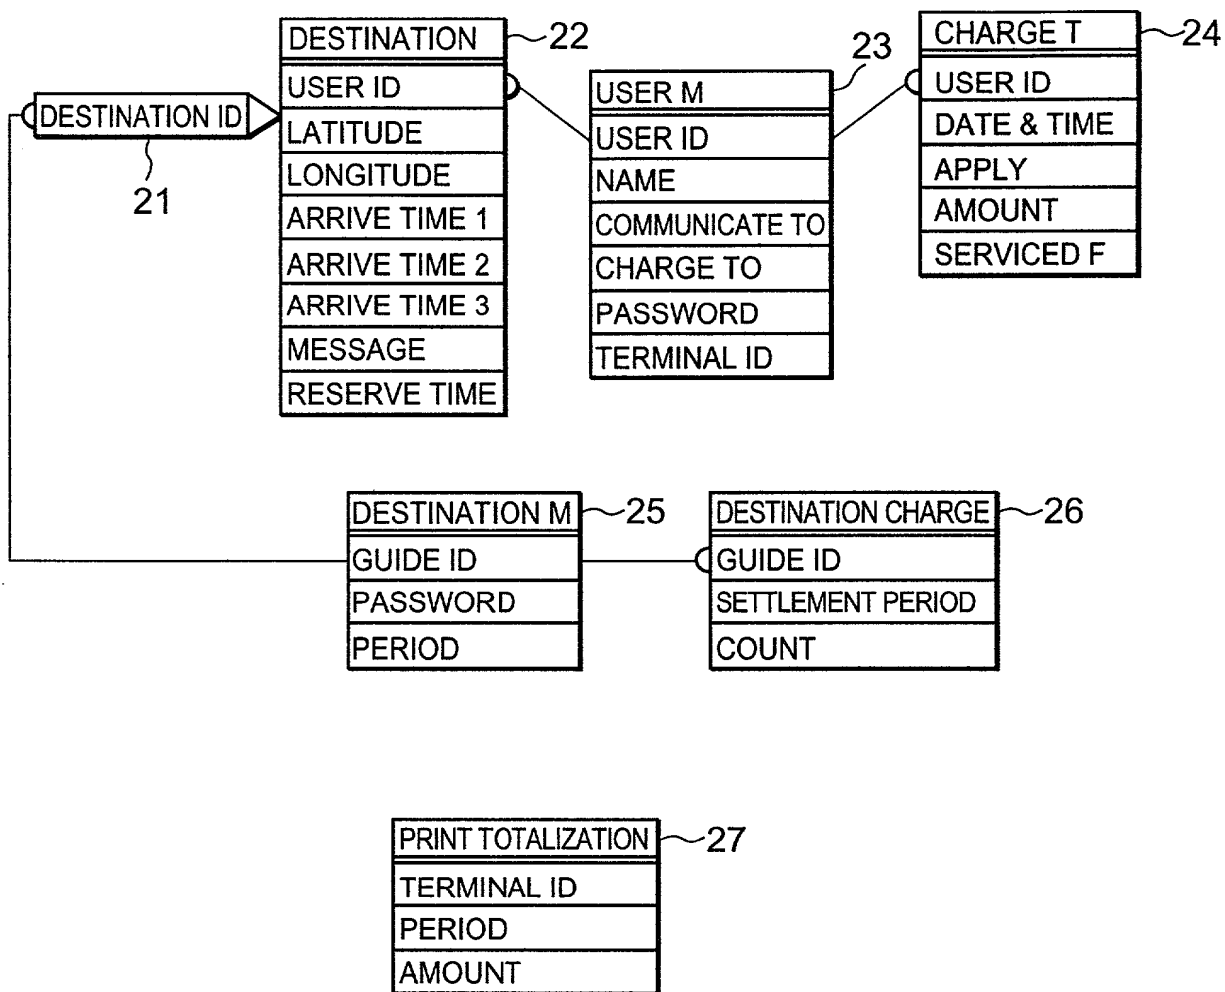 DESTINATION ID
21
DESTINATION
22
USER ID
LATITUDE
LONGITUDE
ARRIVE TIME 1
ARRIVE TIME 2
ARRIVE TIME 3
MESSAGE
RESERVE TIME
USER M
23
USER ID
NAME
COMMUNICATE TO
CHARGE TO
PASSWORD
TERMINAL ID
CHARGE T
24
USER ID
DATE & TIME
APPLY
AMOUNT
SERVICED F
DESTINATION M
25
GUIDE ID
PASSWORD
PERIOD
DESTINATION CHARGE
26
GUIDE ID
SETTLEMENT PERIOD
COUNT
PRINT TOTALIZATION
27
TERMINAL ID
PERIOD
AMOUNT